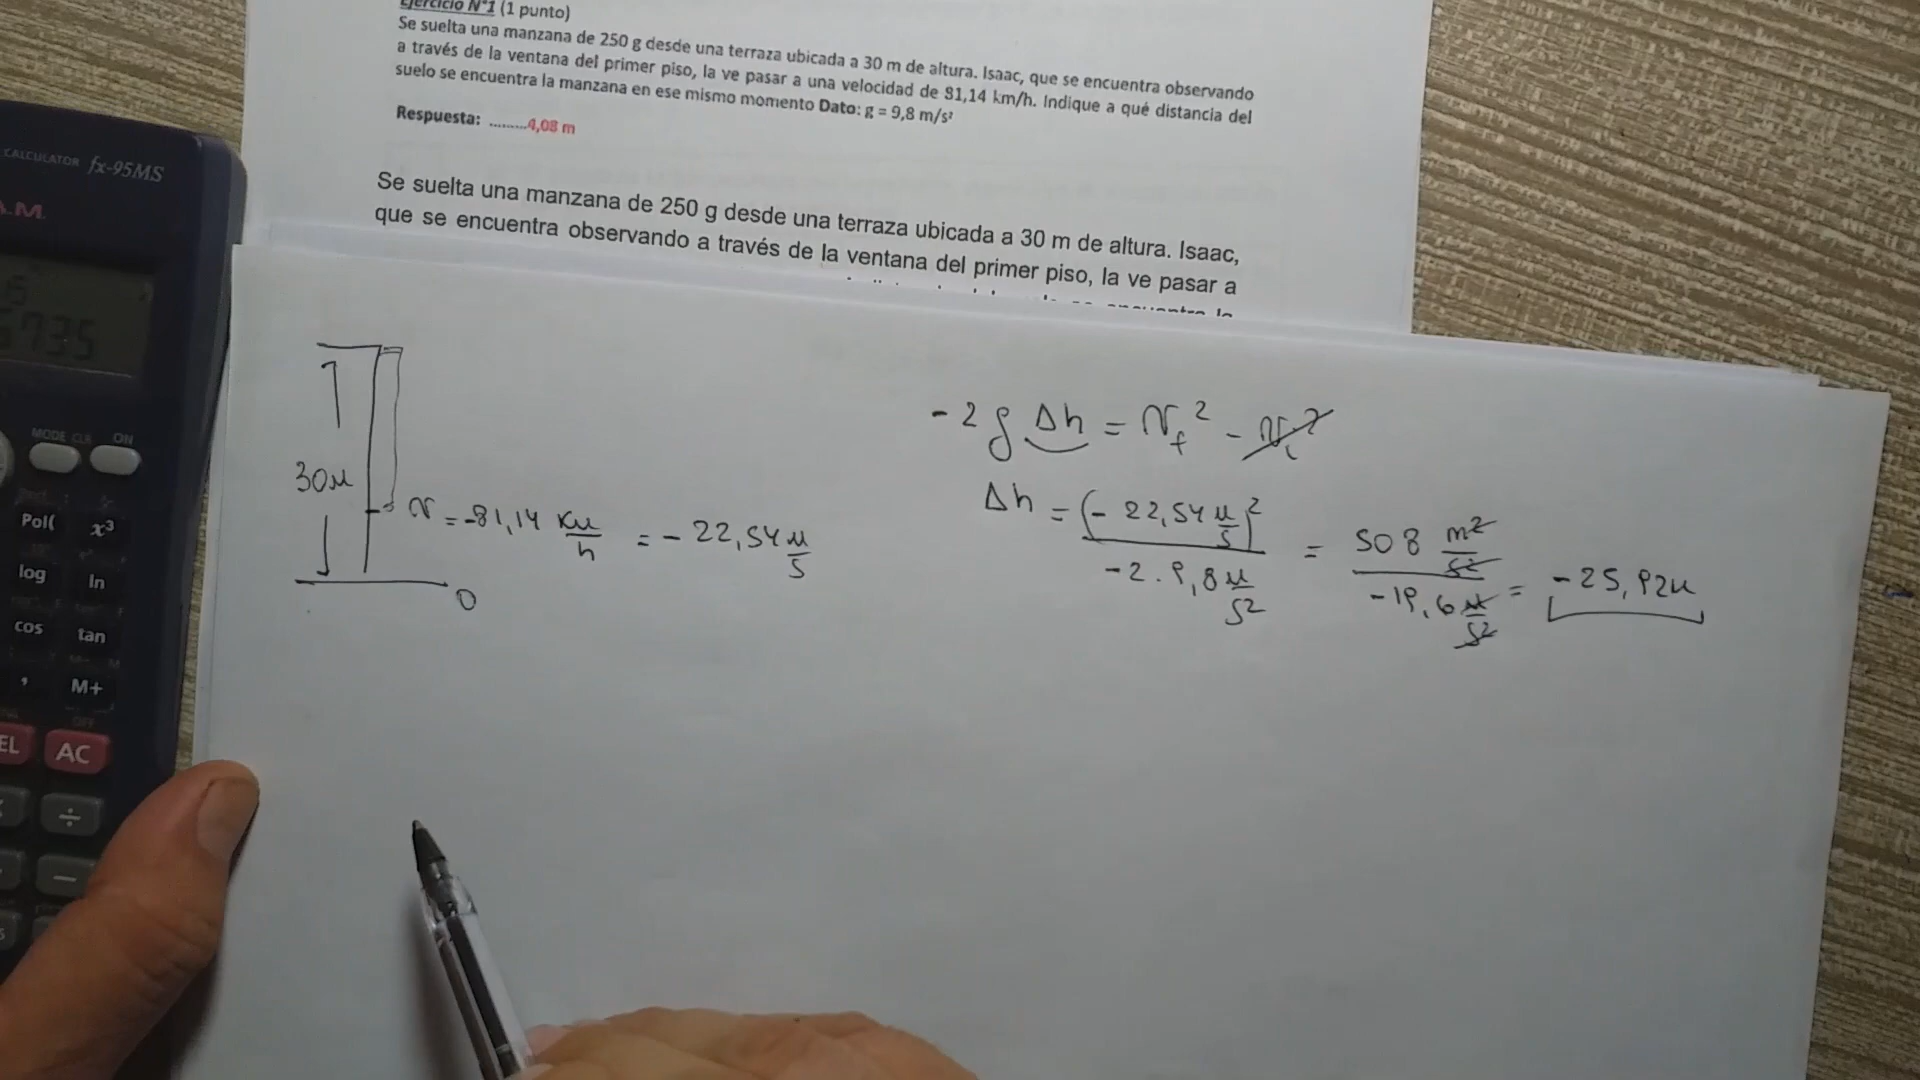 Ejercicio N°1 (1 punto)
Se suelta una manzana de 250 g desde una terraza ubicada a 30 m de altura. Isaac, que se encuentra observando
a través de la ventana del primer piso, la ve pasar a una velocidad de 81,14 km/h. Indique a qué distancia del
suelo se encuentra la manzana en ese mismo momento Dato: g = 9,8 m/s²
Respuesta: .........4,08 m
Se suelta una manzana de 250 g desde una terraza ubicada a 30 m de altura. Isaac,
que se encuentra observando a través de la ventana del primer piso, la ve pasar a
CALCULATOR fx-95MS
.A.M.
735
MODE CLR ON
Pol( x³
log ln
cos tan
, M+
OFF
EL AC
÷
−
30m
v = -81,14 km/h = - 22,54 m/s
0
- 2 g Δh = Vf² - Vi²
Δh = (- 22,54 m/s)² / -2 . 9,8 m/s² = 508 m²/s² / -19,6 m/s² = -25,92m